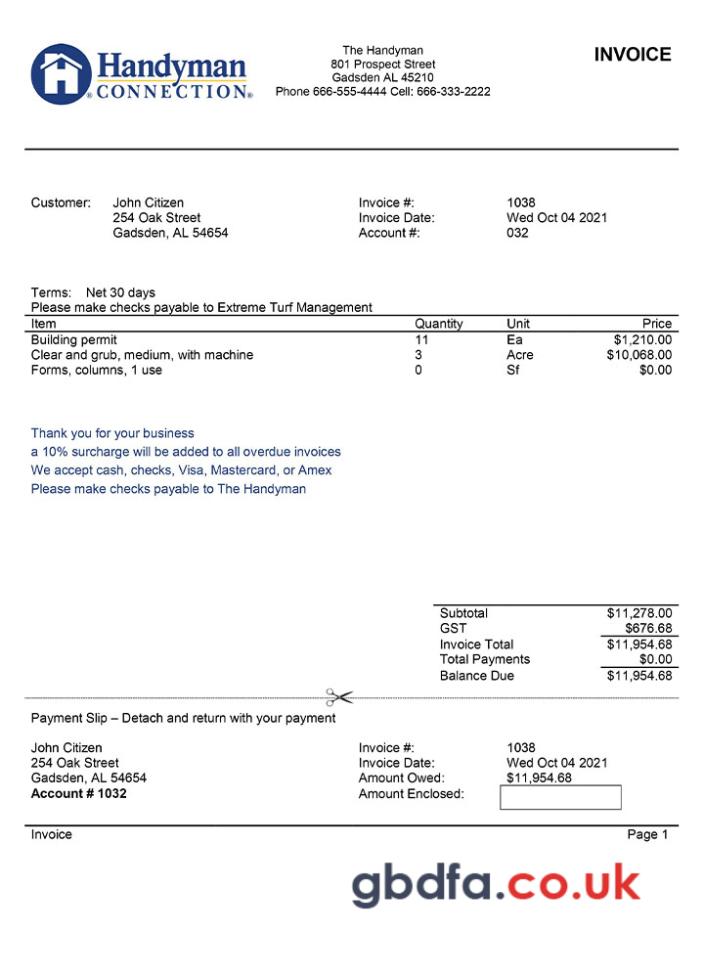 Handyman
CONNECTION®
The Handyman
801 Prospect Street
Gadsden AL 45210
Phone 666-555-4444 Cell: 666-333-2222
INVOICE
Customer: John Citizen
254 Oak Street
Gadsden, AL 54654
Invoice #: 1038
Invoice Date: Wed Oct 04 2021
Account #: 032
Terms: Net 30 days
Please make checks payable to Extreme Turf Management
Item Quantity Unit Price
Building permit 11 Ea $1,210.00
Clear and grub, medium, with machine 3 Acre $10,068.00
Forms, columns, 1 use 0 Sf $0.00
Thank you for your business
a 10% surcharge will be added to all overdue invoices
We accept cash, checks, Visa, Mastercard, or Amex
Please make checks payable to The Handyman
Subtotal $11,278.00
GST $676.68
Invoice Total $11,954.68
Total Payments $0.00
Balance Due $11,954.68
Payment Slip – Detach and return with your payment
John Citizen
254 Oak Street
Gadsden, AL 54654
Account # 1032
Invoice #: 1038
Invoice Date: Wed Oct 04 2021
Amount Owed: $11,954.68
Amount Enclosed:
Invoice Page 1
gbdfa.co.uk